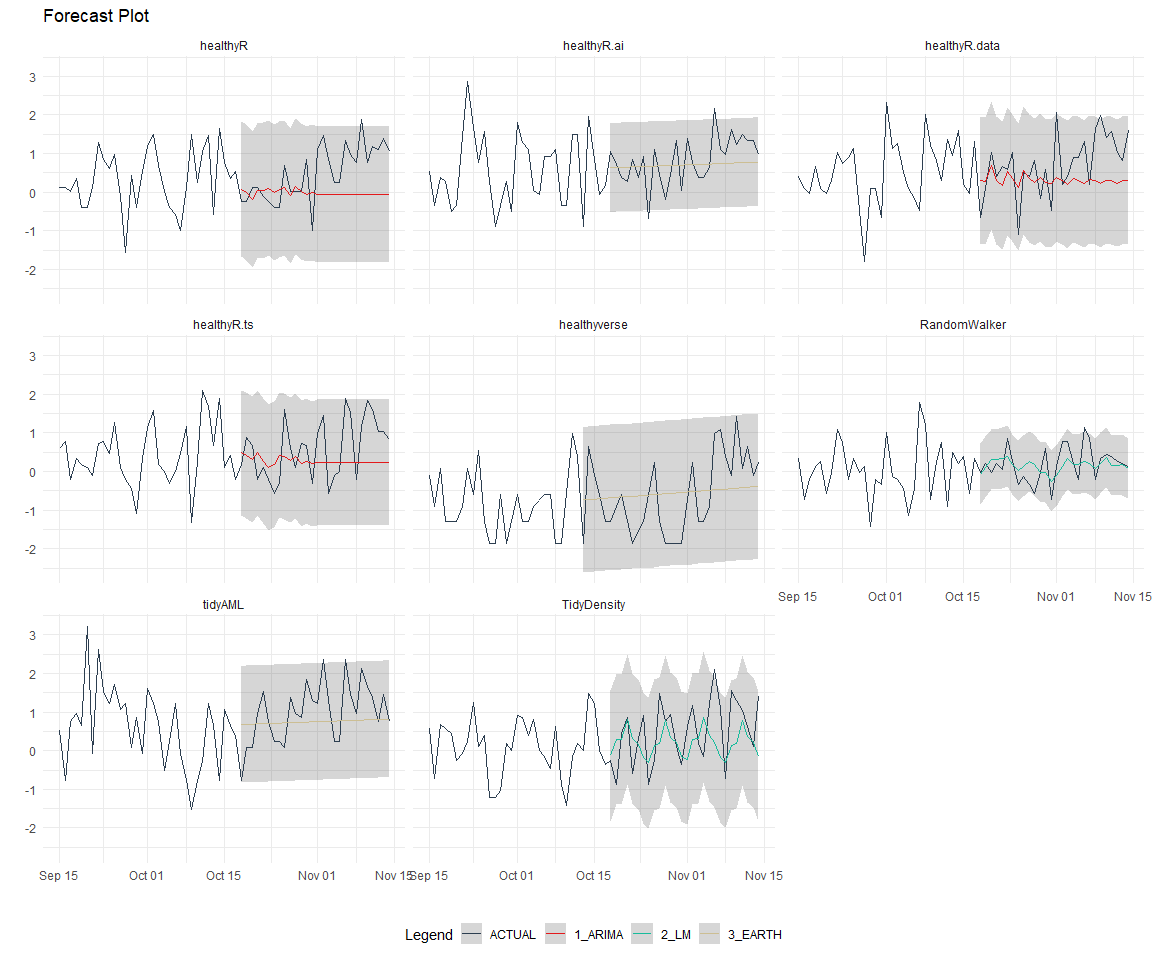 Forecast Plot
healthyR healthyR.ai healthyR.data
3
2
1
0
-1
-2
healthyR.ts healthyverse RandomWalker
3
2
1
0
-1
-2
Sep 15 Oct 01 Oct 15 Nov 01 Nov 15
tidyAML TidyDensity
3
2
1
0
-1
-2
Sep 15 Oct 01 Oct 15 Nov 01 Nov 15 Sep 15 Oct 01 Oct 15 Nov 01 Nov 15
Legend ACTUAL 1_ARIMA 2_LM 3_EARTH